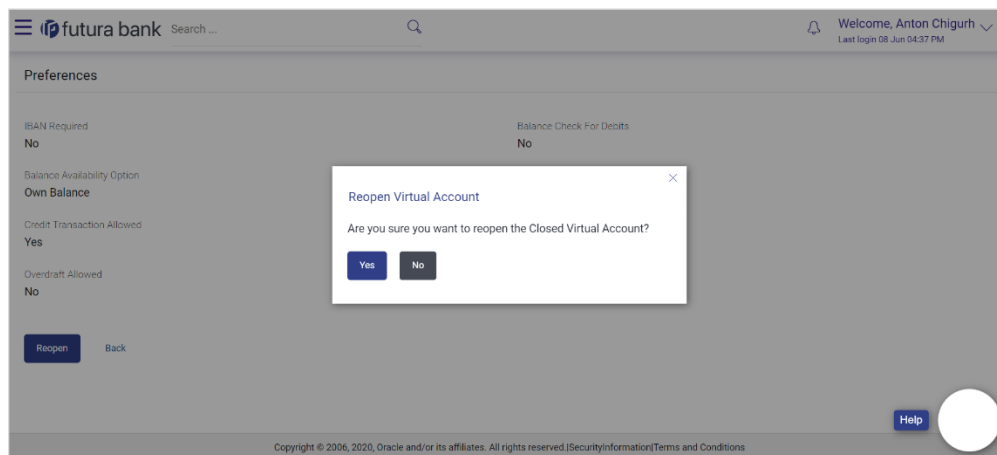 futura bank Search ... Welcome, Anton Chigurh
Last login 08 Jun 04:37 PM
Preferences
IBAN Required Balance Check For Debits
No No
Balance Availability Option
Own Balance
Reopen Virtual Account
Are you sure you want to reopen the Closed Virtual Account?
Yes No
Credit Transaction Allowed
Yes
Overdraft Allowed
No
Reopen Back
Help
Copyright © 2006, 2020, Oracle and/or its affiliates. All rights reserved.|SecurityInformation|Terms and Conditions